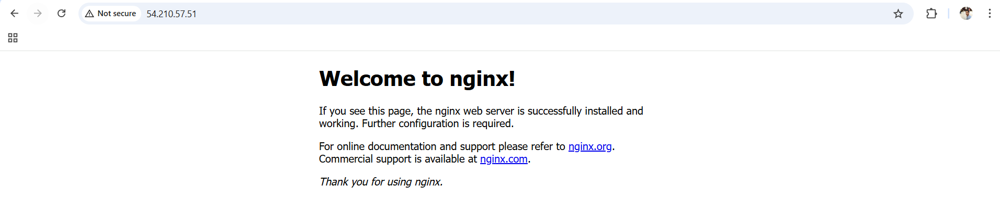 Not secure 54.210.57.51
Welcome to nginx!
If you see this page, the nginx web server is successfully installed and
working. Further configuration is required.
For online documentation and support please refer to nginx.org.
Commercial support is available at nginx.com.
Thank you for using nginx.